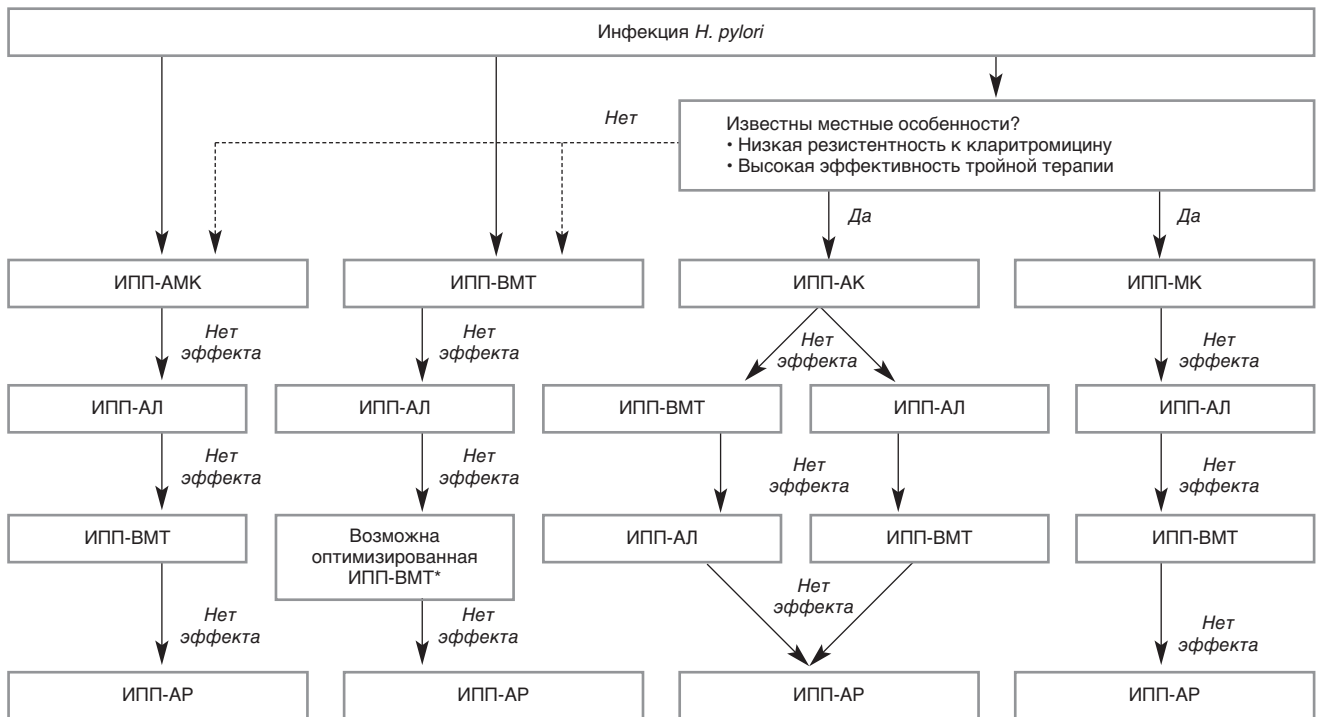 Инфекция H. pylori
Нет
Известны местные особенности?
• Низкая резистентность к кларитромицину
• Высокая эффективность тройной терапии
Да
Да
ИПП-АМК
ИПП-ВМТ
ИПП-АК
ИПП-МК
Нет
эффекта
Нет
эффекта
Нет
эффекта
Нет
эффекта
ИПП-АЛ
ИПП-АЛ
ИПП-ВМТ
ИПП-АЛ
ИПП-АЛ
Нет
эффекта
Нет
эффекта
Нет
эффекта
Нет
эффекта
ИПП-ВМТ
Возможна
оптимизированная
ИПП-ВМТ*
ИПП-АЛ
ИПП-ВМТ
ИПП-ВМТ
Нет
эффекта
Нет
эффекта
Нет
эффекта
Нет
эффекта
ИПП-АР
ИПП-АР
ИПП-АР
ИПП-АР